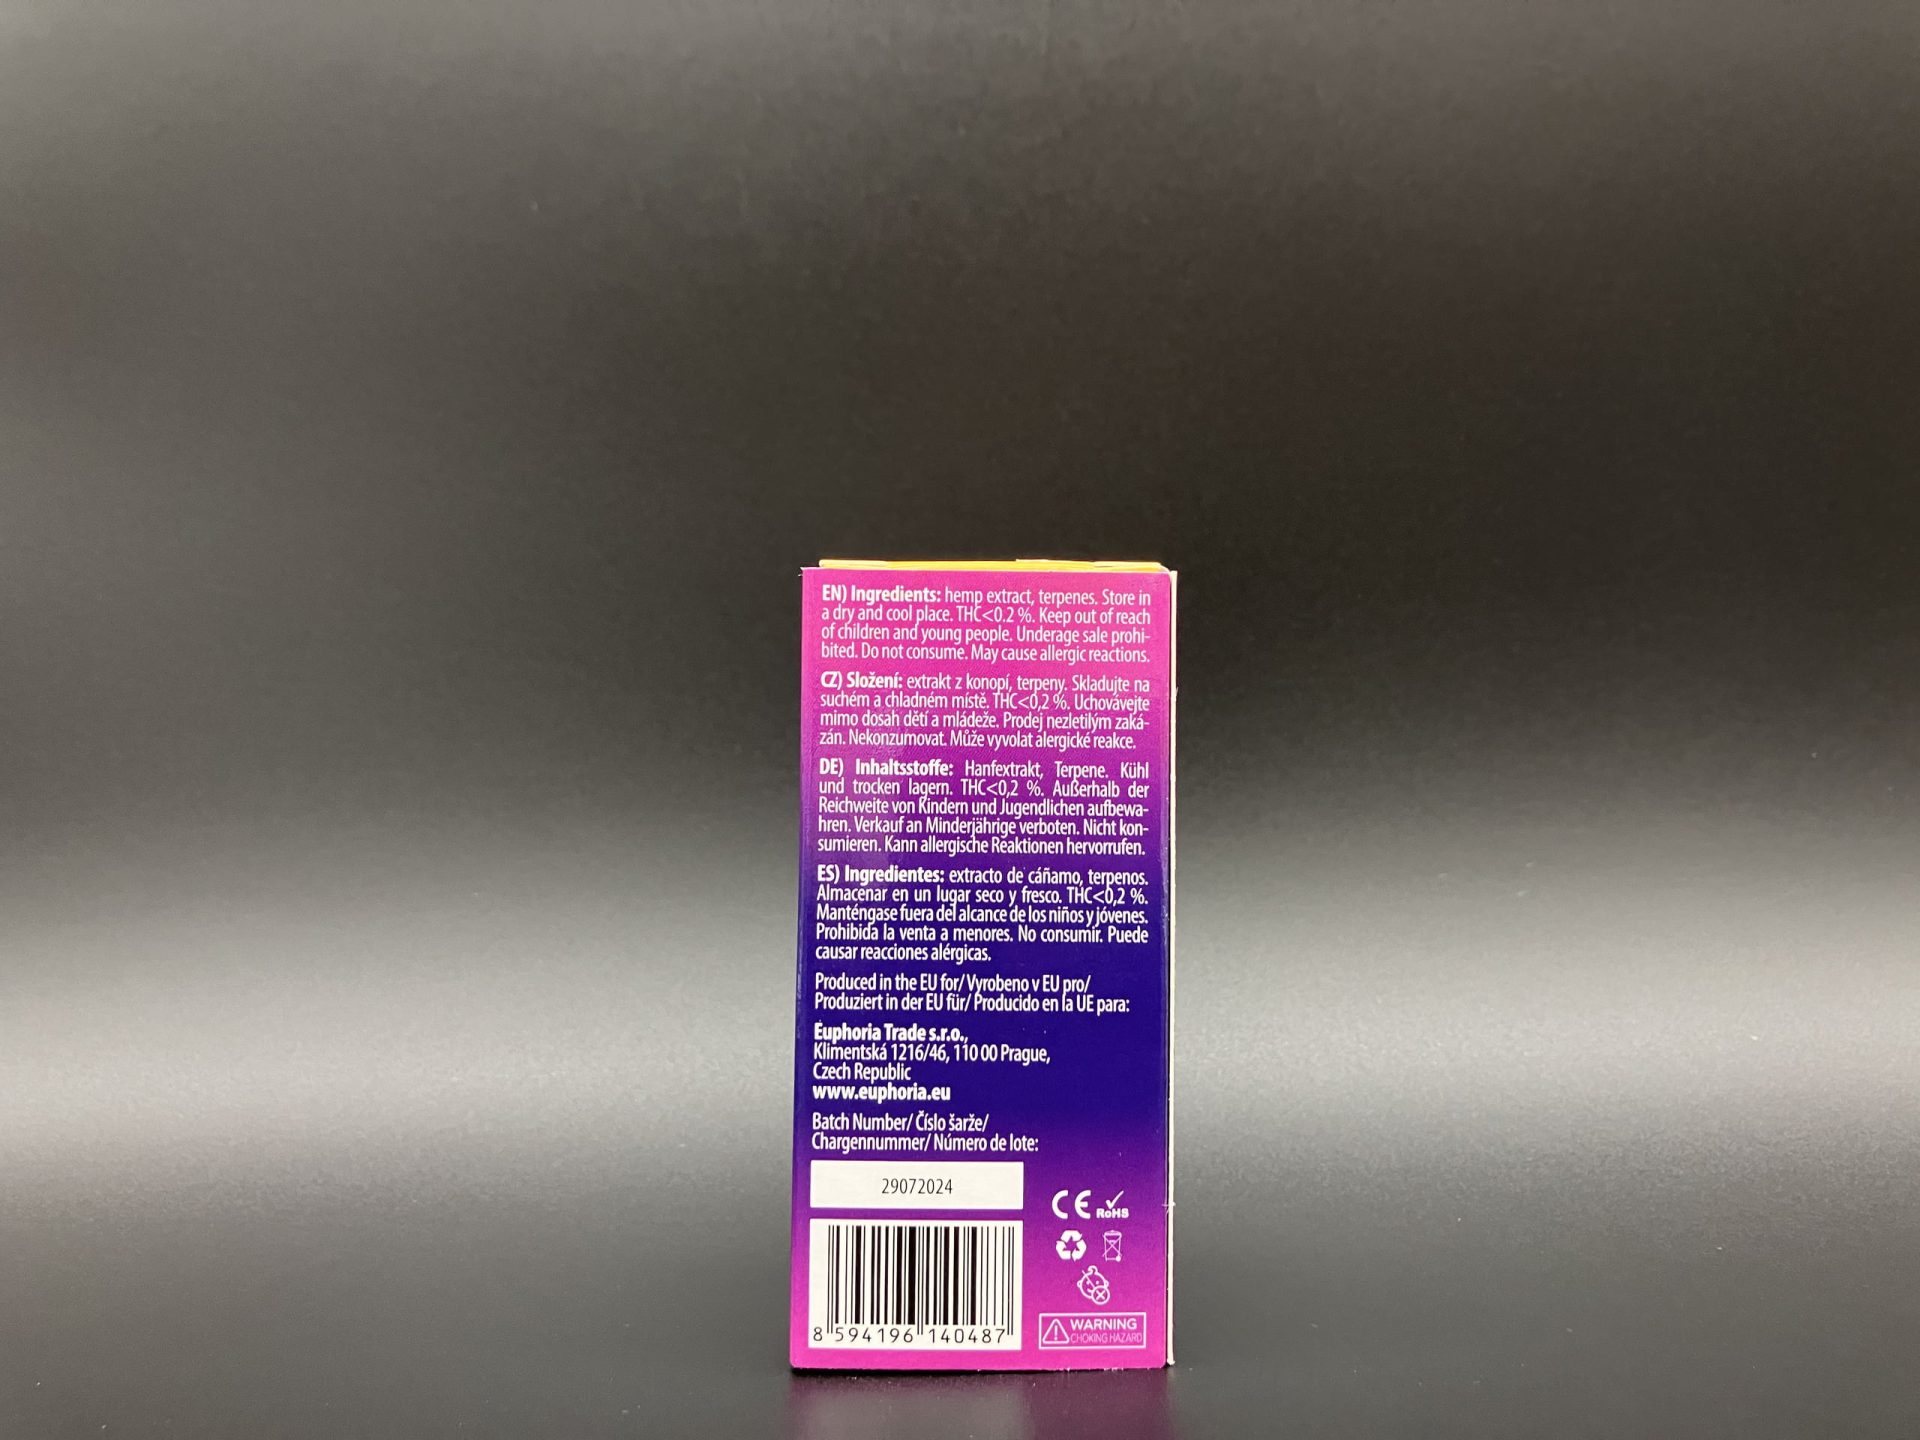 EN) Ingredients: hemp extract, terpenes. Store in
a dry and cool place. THC<0.2 %. Keep out of reach
of children and young people. Underage sale prohi-
bited. Do not consume. May cause allergic reactions.
CZ) Složení: extrakt z konopí, terpeny. Skladujte na
suchém a chladném místě. THC<0,2 %. Uchovávejte
mimo dosah dětí a mládeže. Prodej nezletilým zaká-
zán. Nekonzumovat. Může vyvolat alergické reakce.
DE) Inhaltsstoffe: Hanfextrakt, Terpene. Kühl
und trocken lagern. THC<0,2 %. Außerhalb der
Reichweite von Kindern und Jugendlichen aufbewa-
hren. Verkauf an Minderjährige verboten. Nicht kon-
sumieren. Kann allergische Reaktionen hervorrufen.
ES) Ingredientes: extracto de cáñamo, terpenos.
Almacenar en un lugar seco y fresco. THC<0,2 %.
Manténgase fuera del alcance de los niños y jóvenes.
Prohibida la venta a menores. No consumir. Puede
causar reacciones alérgicas.
Produced in the EU for/ Vyrobeno v EU pro/
Produziert in der EU für/ Producido en la UE para:
Euphoria Trade s.r.o.,
Klimentská 1216/46, 110 00 Prague,
Czech Republic
www.euphoria.eu
Batch Number/ Číslo šarže/
Chargennummer/ Número de lote:
29072024
CE RoHS
8 594196 140487
WARNING
CHOKING HAZARD